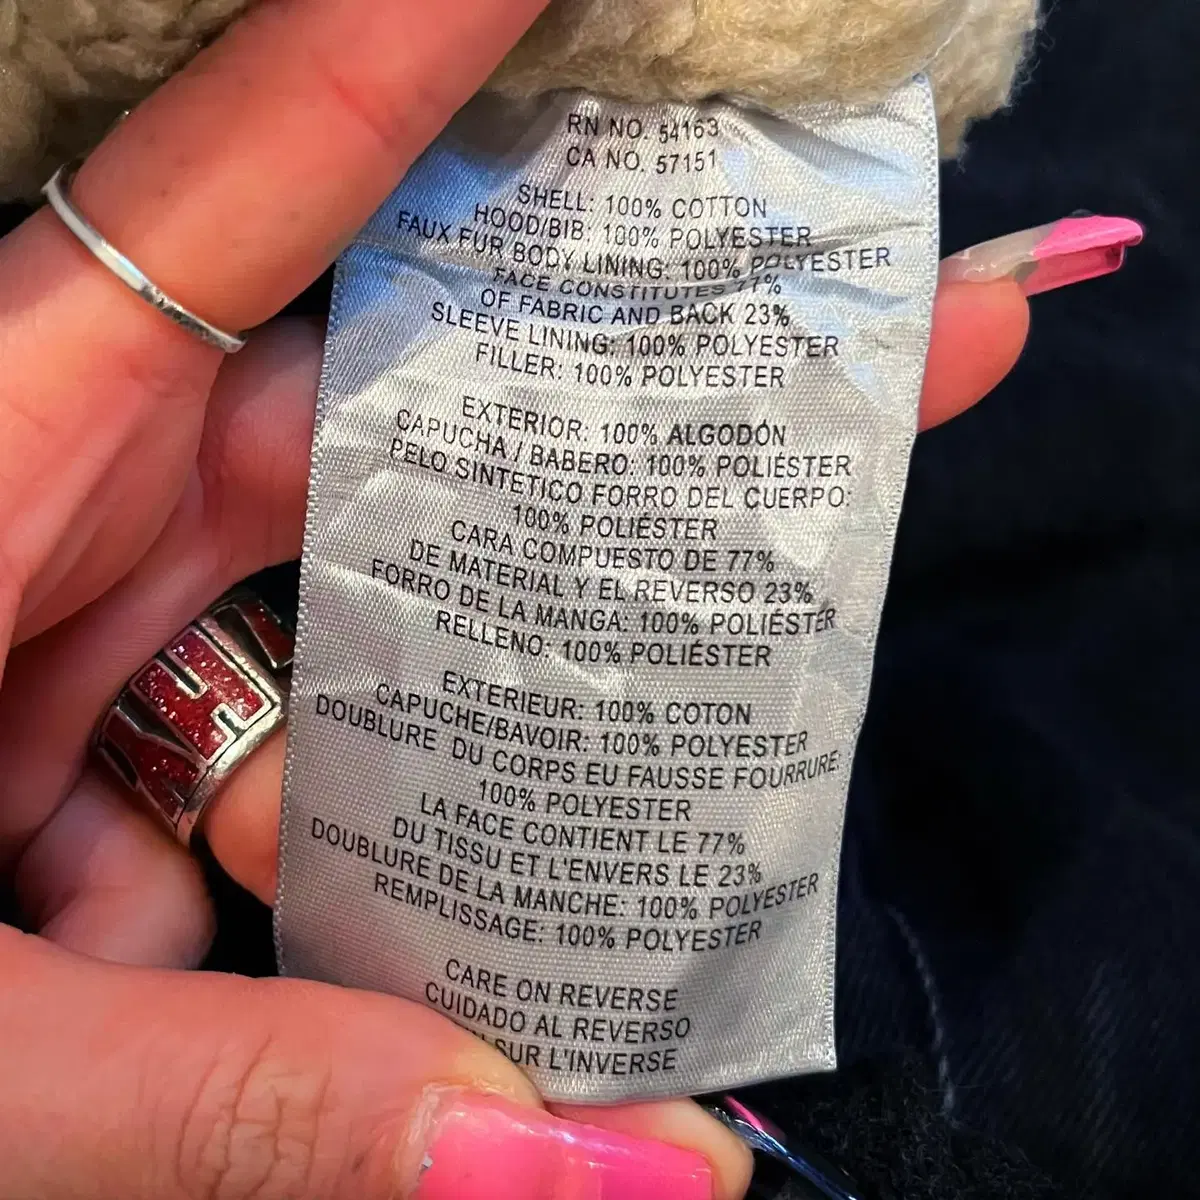 RN NO. 54163
CA NO. 57151
SHELL: 100% COTTON
HOOD/BIB: 100% POLYESTER
FAUX FUR BODY LINING: 100% POLYESTER
FACE CONSTITUTES 77%
OF FABRIC AND BACK 23%
SLEEVE LINING: 100% POLYESTER
FILLER: 100% POLYESTER
EXTERIOR: 100% ALGODÓN
CAPUCHA / BABERO: 100% POLIÉSTER
PELO SINTETICO FORRO DEL CUERPO:
100% POLIÉSTER
CARA COMPUESTO DE 77%
DE MATERIAL Y EL REVERSO 23%
FORRO DE LA MANGA: 100% POLIÉSTER
RELLENO: 100% POLIÉSTER
EXTERIEUR: 100% COTON
CAPUCHE/BAVOIR: 100% POLYESTER
DOUBLURE DU CORPS EU FAUSSE FOURRURE:
100% POLYESTER
LA FACE CONTIENT LE 77%
DU TISSU ET L'ENVERS LE 23%
DOUBLURE DE LA MANCHE: 100% POLYESTER
REMPLISSAGE: 100% POLYESTER
CARE ON REVERSE
CUIDADO AL REVERSO
SUR L'INVERSE